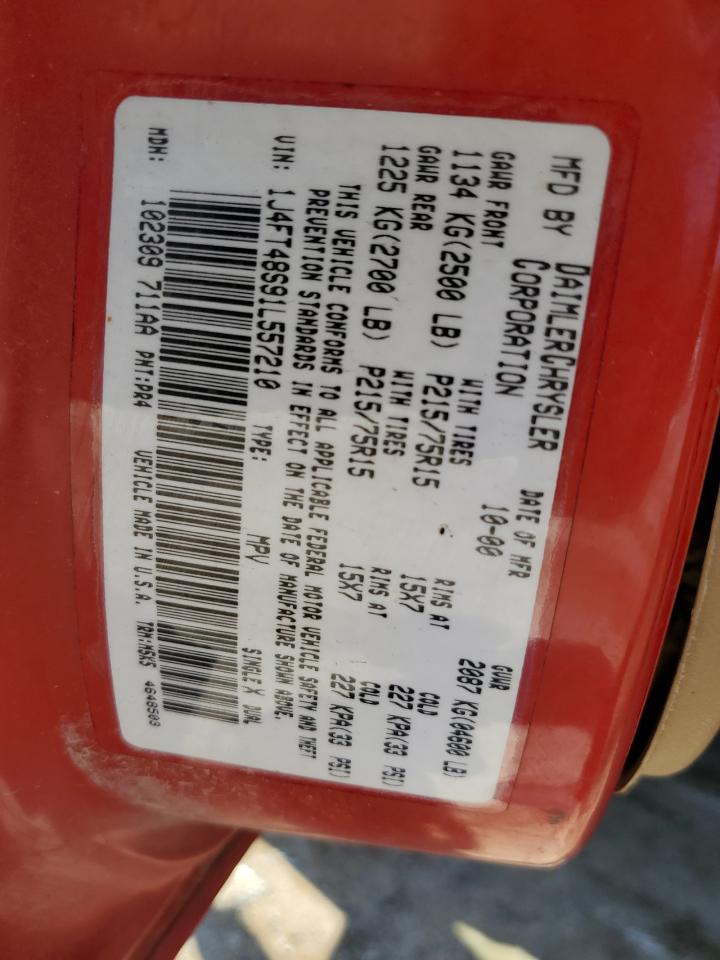 MFD BY DAIMLERCHRYSLER CORPORATION DATE OF MFR 10-00 GVWR 2087 KG(04600 LB)
GAWR FRONT WITH TIRES RIMS AT COLD
1134 KG(2500 LB) P215/75R15 15X7 227 KPA(33 PSI)
GAWR REAR WITH TIRES RIMS AT COLD
1225 KG(2700 LB) P215/75R15 15X7 227 KPA(33 PSI)
THIS VEHICLE CONFORMS TO ALL APPLICABLE FEDERAL MOTOR VEHICLE SAFETY AND THEFT
PREVENTION STANDARDS IN EFFECT ON THE DATE OF MANUFACTURE SHOWN ABOVE.
VIN: 1J4FT48S91L557210 TYPE: MPV SINGLE X DUAL
MDH: 102309 711AA PNT:PR4 VEHICLE MADE IN U.S.A. TRM:M5K5 4648503